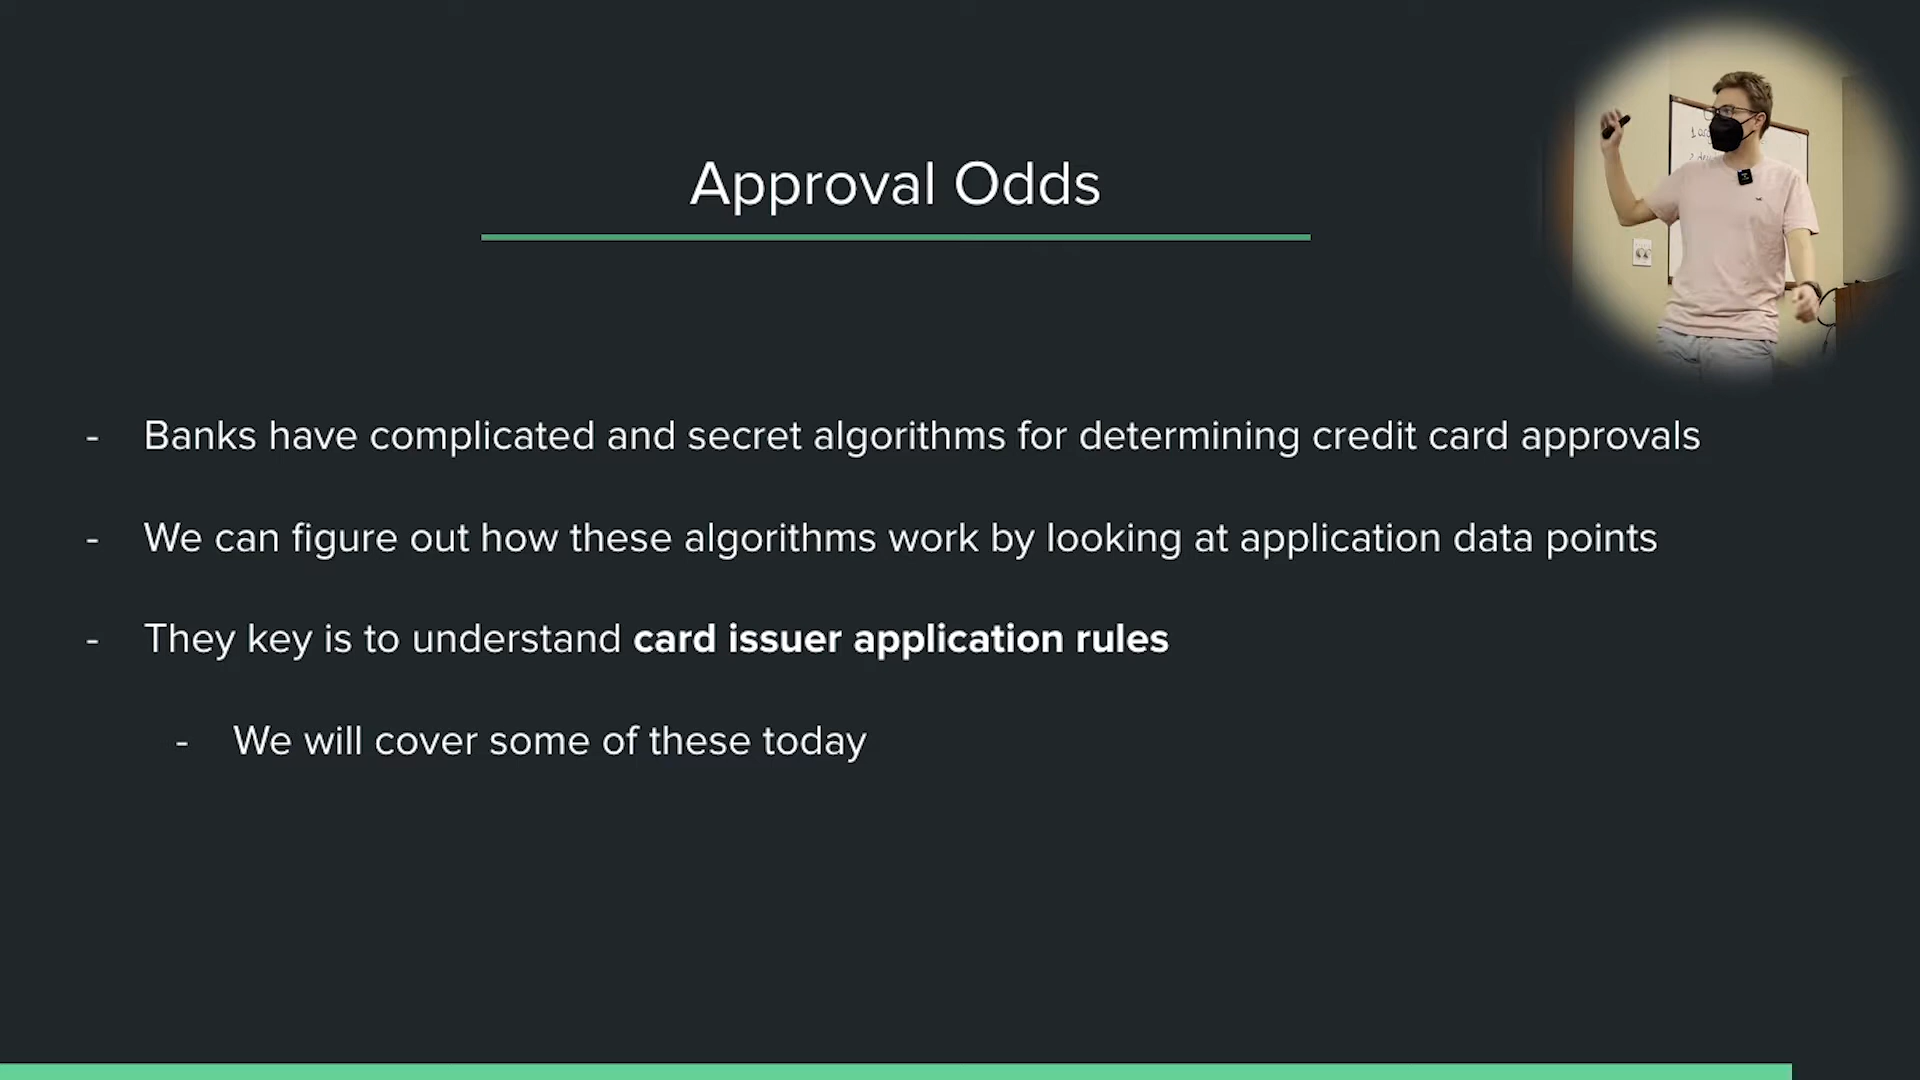 Approval Odds
- Banks have complicated and secret algorithms for determining credit card approvals
- We can figure out how these algorithms work by looking at application data points
- They key is to understand card issuer application rules
- We will cover some of these today